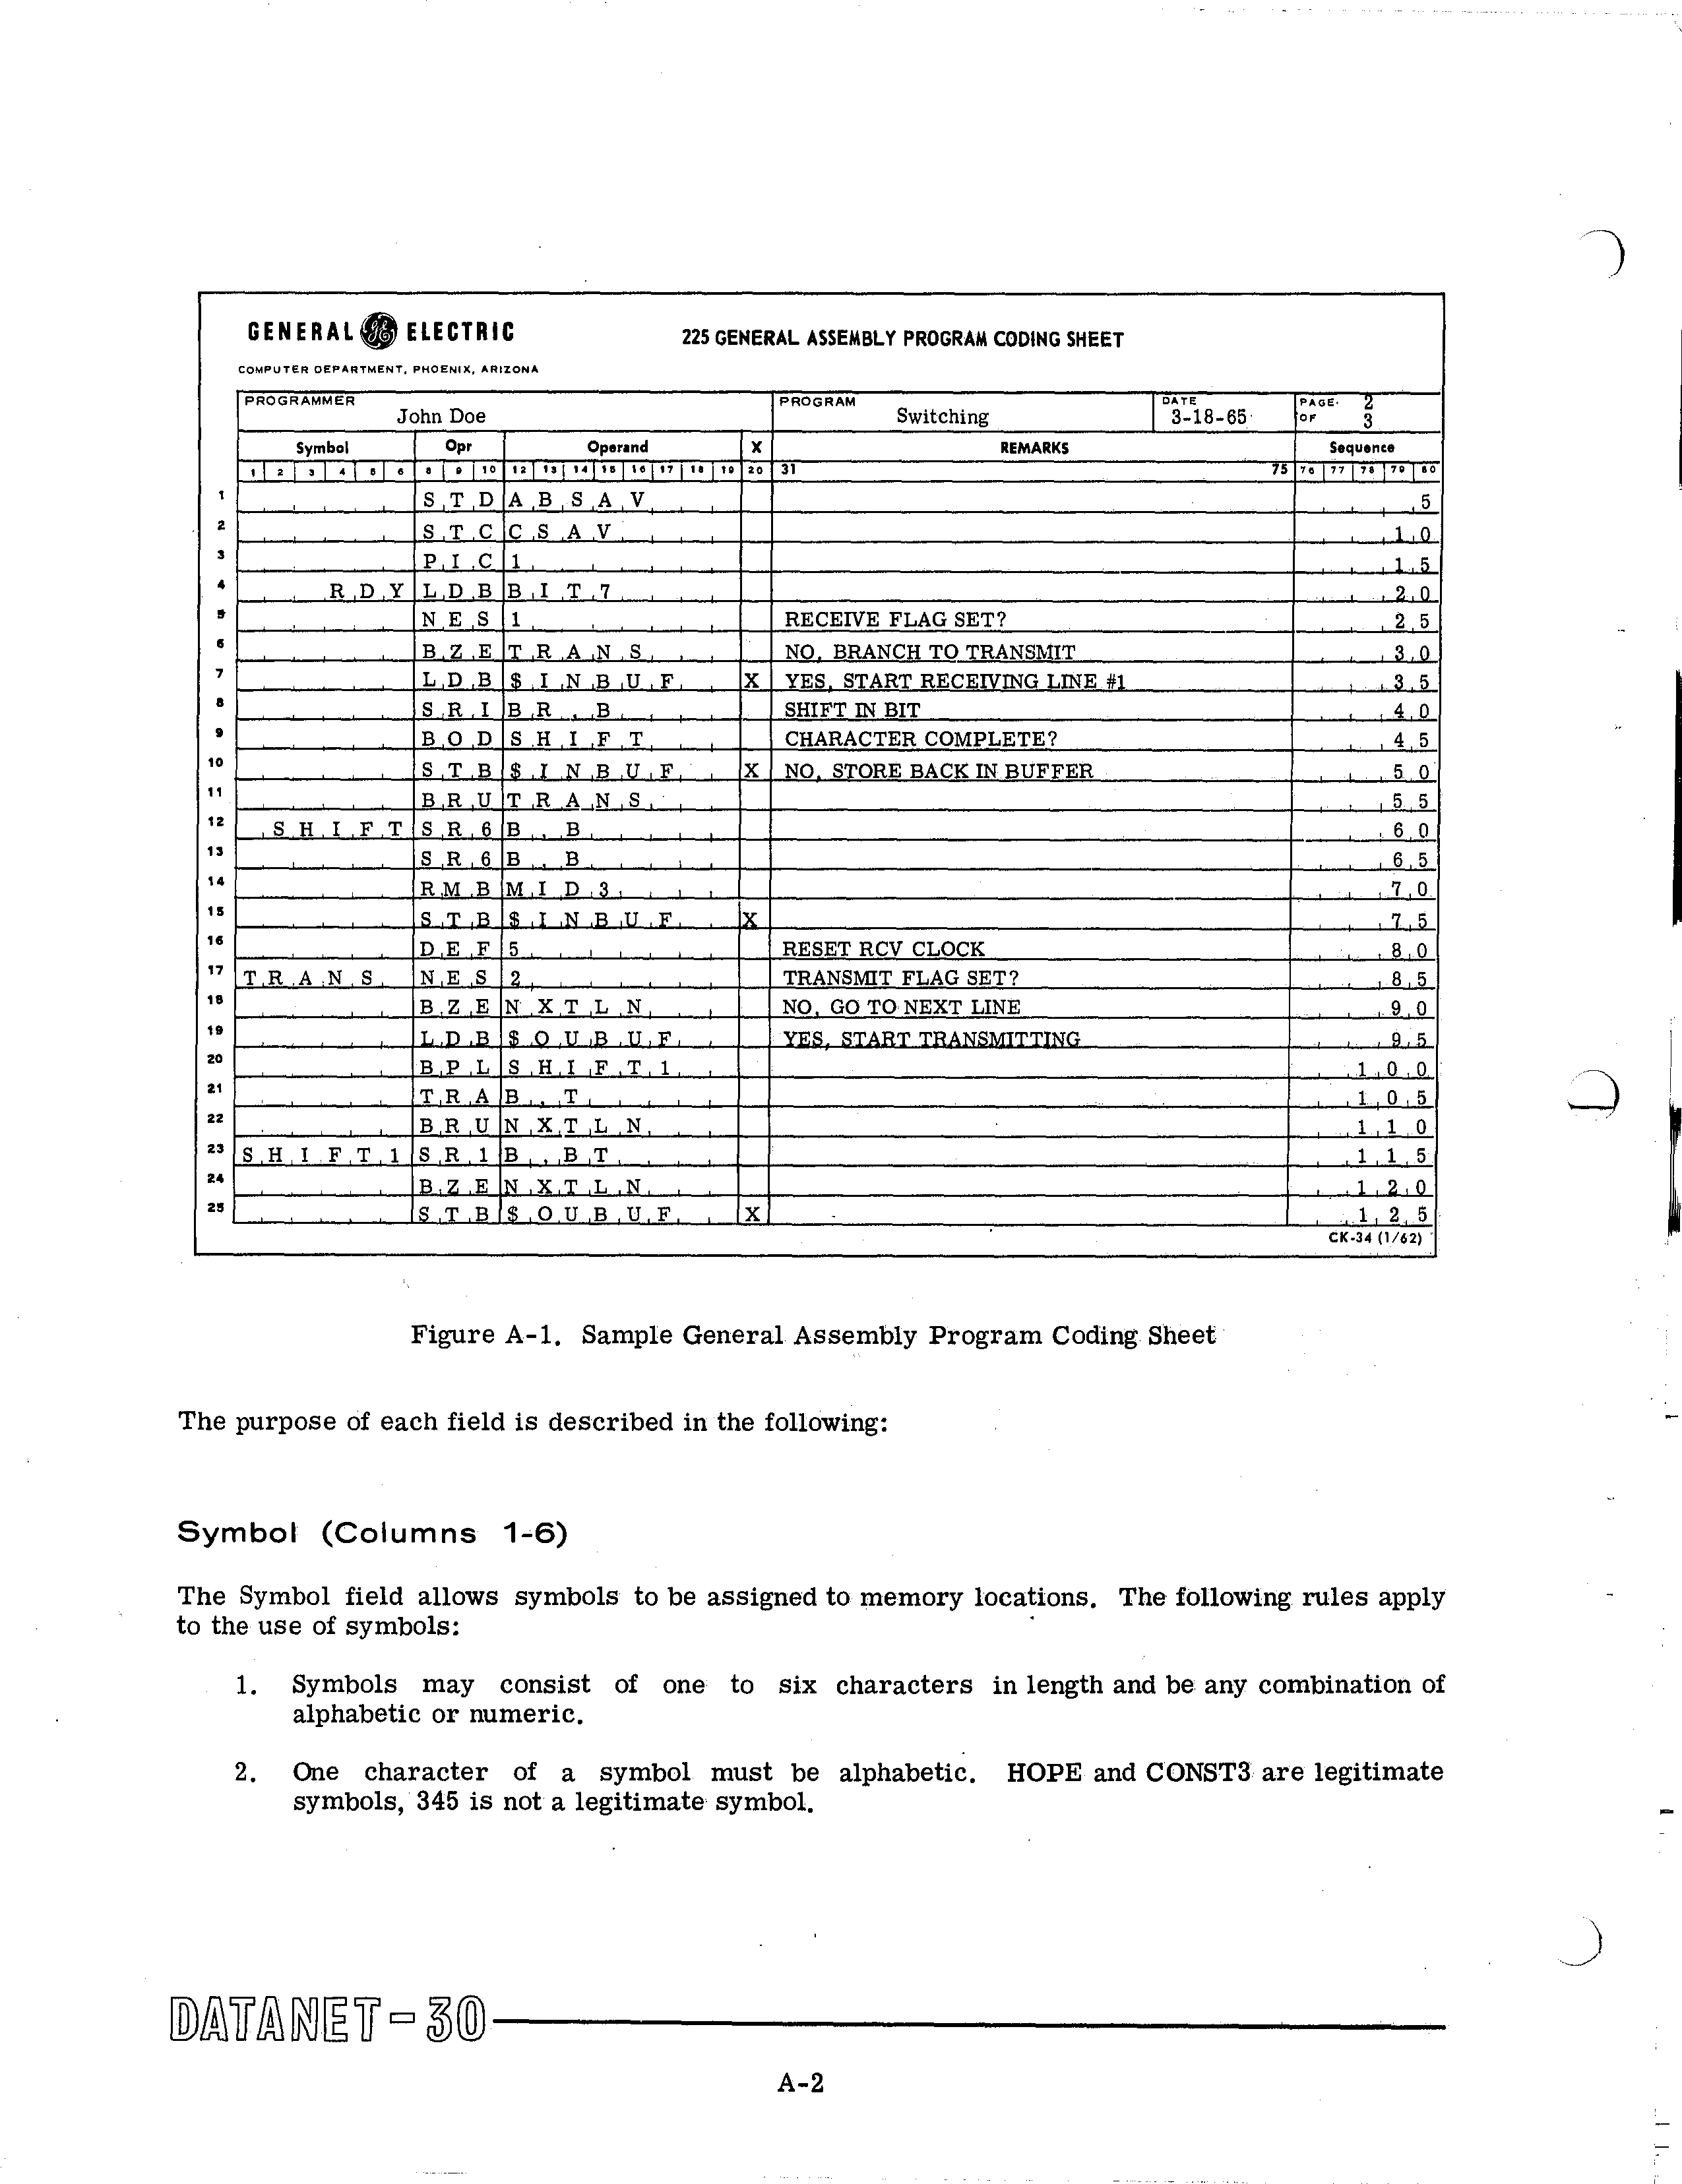 GENERAL GE ELECTRIC
225 GENERAL ASSEMBLY PROGRAM CODING SHEET
COMPUTER DEPARTMENT, PHOENIX, ARIZONA
PROGRAMMER John Doe PROGRAM Switching DATE 3-18-65 PAGE 2 OF 3
Symbol Opr Operand X REMARKS Sequence
1 2 3 4 5 6 8 9 10 12 13 14 15 16 17 18 19 20 31 75 76 77 78 79 80
1 STD ABSAV 5
2 STC CSAV 10
3 PIC 1 15
4 RDY LDB BIT7 20
5 NES 1 RECEIVE FLAG SET? 25
6 BZE TRANS NO, BRANCH TO TRANSMIT 30
7 LDB $INBUF X YES, START RECEIVING LINE #1 35
8 SRI BR,B SHIFT IN BIT 40
9 BOD SHIFT CHARACTER COMPLETE? 45
10 STB $INBUF X NO, STORE BACK IN BUFFER 50
11 BRU TRANS 55
12 SHIFT SR6 B,B 60
13 SR6 B,B 65
14 RMB MID3 70
15 STB $INBUF X 75
16 DEF 5 RESET RCV CLOCK 80
17 TRANS NES 2 TRANSMIT FLAG SET? 85
18 BZE NXTLN NO, GO TO NEXT LINE 90
19 LDB $OUBUF YES, START TRANSMITTING 95
20 BPL SHIFT1 100
21 TRA B,T 105
22 BRU NXTLN 110
23 SHIFT1 SR1 B,BT 115
24 BZE NXTLN 120
25 STB $OUBUF X 125
CK-34 (1/62)
Figure A-1. Sample General Assembly Program Coding Sheet
The purpose of each field is described in the following:
Symbol (Columns 1-6)
The Symbol field allows symbols to be assigned to memory locations. The following rules apply
to the use of symbols:
1. Symbols may consist of one to six characters in length and be any combination of
alphabetic or numeric.
2. One character of a symbol must be alphabetic. HOPE and CONST3 are legitimate
symbols, 345 is not a legitimate symbol.
DATANET-30
A-2